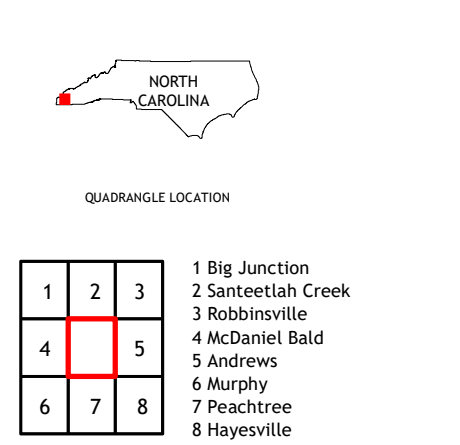 NORTH
CAROLINA
QUADRANGLE LOCATION
1 2 3
4 5
6 7 8
1 Big Junction
2 Santeetlah Creek
3 Robbinsville
4 McDaniel Bald
5 Andrews
6 Murphy
7 Peachtree
8 Hayesville